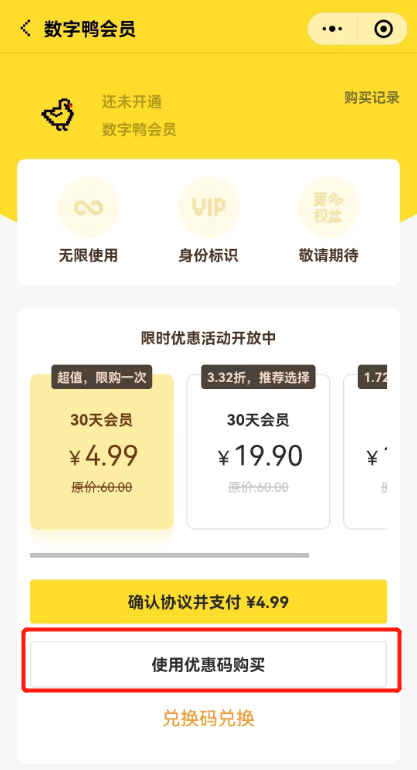 数字鸭会员
还未开通
数字鸭会员
购买记录
VIP
更多
权益
无限使用
身份标识
敬请期待
限时优惠活动开放中
超值，限购一次
3.32折，推荐选择
1.72
30天会员
30天会员
¥4.99
¥19.90
¥
原价:60.00
原价:60.00
确认协议并支付 ¥4.99
使用优惠码购买
兑换码兑换